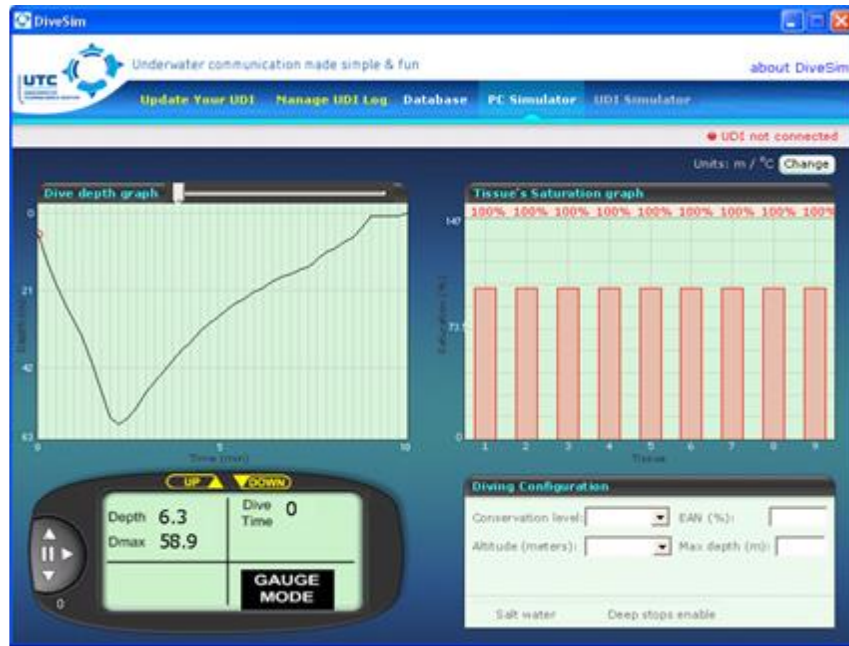 DiveSim
UTC
Underwater communication made simple & fun
about DiveSim
Update Your UDI Manage UDI Log Database PC Simulator UDI Simulator
UDI not connected
Units: m / °C Change
Dive depth graph
0
21
42
63
0 5 10
Time (min)
Tissue's Saturation graph
100% 100% 100% 100% 100% 100% 100% 100% 100%
147
73.5
0
Saturation (%)
1 2 3 4 5 6 7 8 9
Tissue
UP DOWN
Depth 6.3
Dmax 58.9
Dive Time 0
GAUGE
MODE
0
Diving Configuration
Conservation level: EAN (%):
Altitude (meters): Max depth (m):
Salt water Deep stops enable